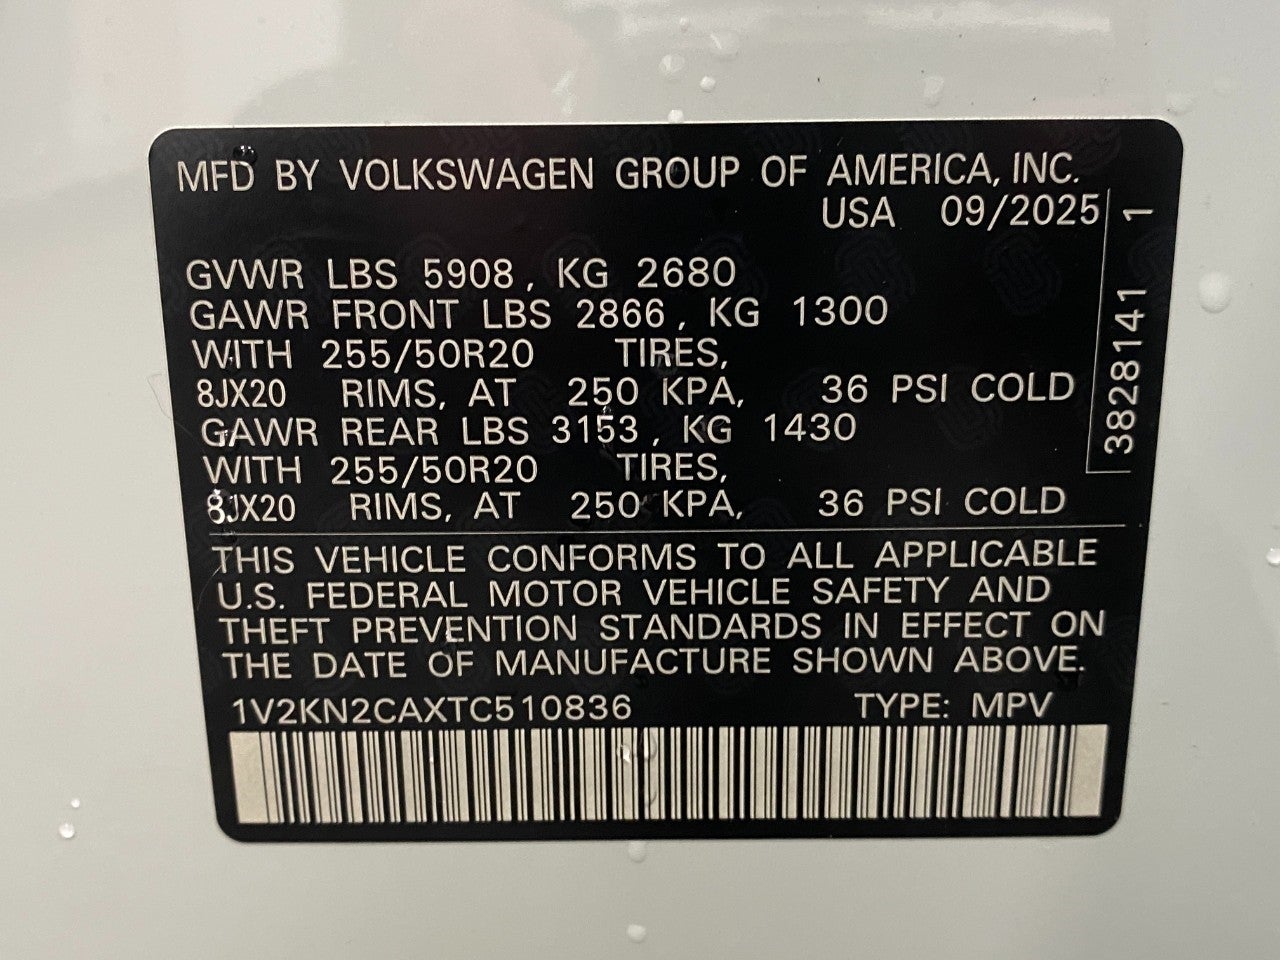 MFD BY VOLKSWAGEN GROUP OF AMERICA, INC.
USA 09/2025
GVWR LBS 5908, KG 2680
GAWR FRONT LBS 2866, KG 1300
WITH 255/50R20 TIRES,
8JX20 RIMS, AT 250 KPA, 36 PSI COLD
GAWR REAR LBS 3153, KG 1430
WITH 255/50R20 TIRES,
8JX20 RIMS, AT 250 KPA, 36 PSI COLD
THIS VEHICLE CONFORMS TO ALL APPLICABLE
U.S. FEDERAL MOTOR VEHICLE SAFETY AND
THEFT PREVENTION STANDARDS IN EFFECT ON
THE DATE OF MANUFACTURE SHOWN ABOVE.
1V2KN2CAXTC510836 TYPE: MPV
3828141 1